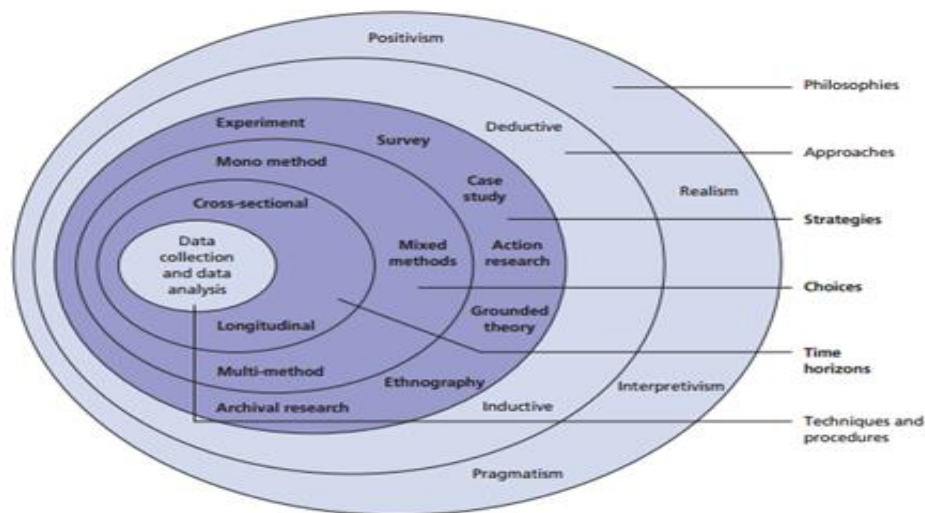 Positivism
Philosophies
Experiment
Deductive
Survey
Approaches
Mono method
Case
study
Realism
Cross-sectional
Strategies
Data
collection
and data
analysis
Mixed
methods
Action
research
Choices
Grounded
theory
Longitudinal
Time
horizons
Multi-method
Ethnography
Interpretivism
Archival research
Inductive
Techniques and
procedures
Pragmatism